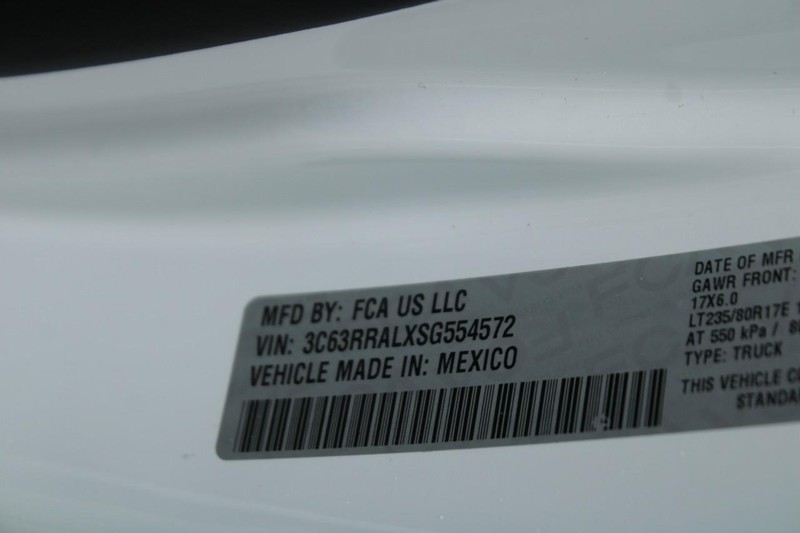 MFD BY: FCA US LLC
VIN: 3C63RRALXSG554572
VEHICLE MADE IN: MEXICO
DATE OF MFR
GAWR FRONT:
17X6.0
LT235/80R17E
AT 550 kPa /
TYPE: TRUCK
THIS VEHICLE